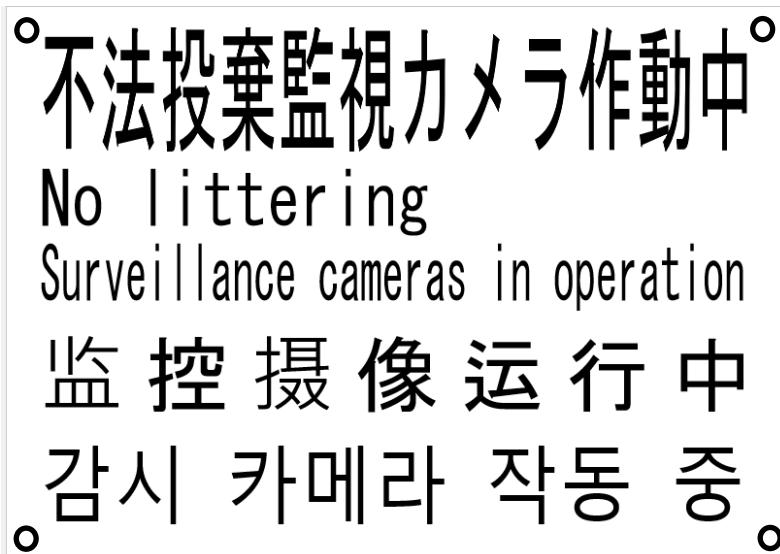 不法投棄監視カメラ作動中
No littering
Surveillance cameras in operation
监控摄像运行中
감시 카메라 작동 중